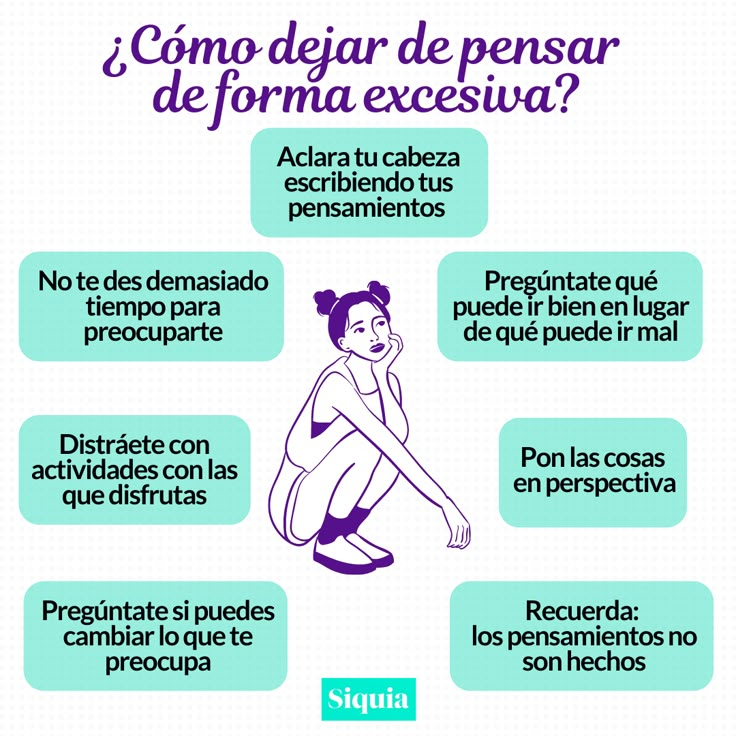 ¿Cómo dejar de pensar
de forma excesiva?
Aclara tu cabeza
escribiendo tus
pensamientos
No te des demasiado
tiempo para
preocuparte
Pregúntate qué
puede ir bien en lugar
de qué puede ir mal
Distráete con
actividades con las
que disfrutas
Pon las cosas
en perspectiva
Pregúntate si puedes
cambiar lo que te
preocupa
Recuerda:
los pensamientos no
son hechos
Siquia